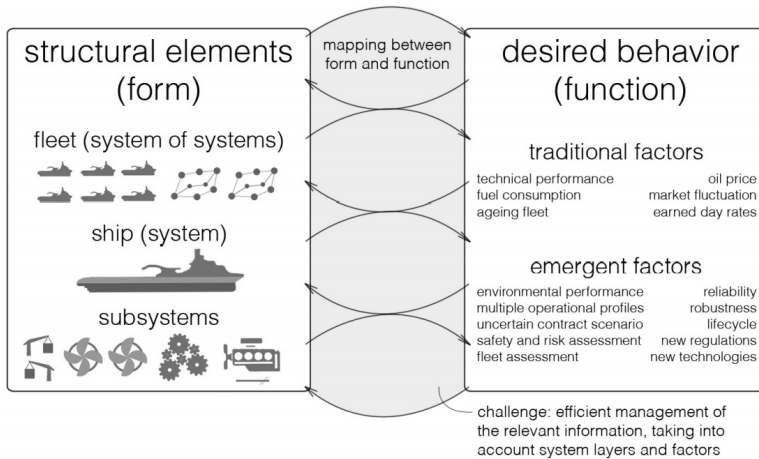 structural elements
(form)
fleet (system of systems)
ship (system)
subsystems
mapping between
form and function
desired behavior
(function)
traditional factors
technical performance
fuel consumption
ageing fleet
oil price
market fluctuation
earned day rates
emergent factors
environmental performance
multiple operational profiles
uncertain contract scenario
safety and risk assessment
fleet assessment
reliability
robustness
lifecycle
new regulations
new technologies
challenge: efficient management of
the relevant information, taking into
account system layers and factors